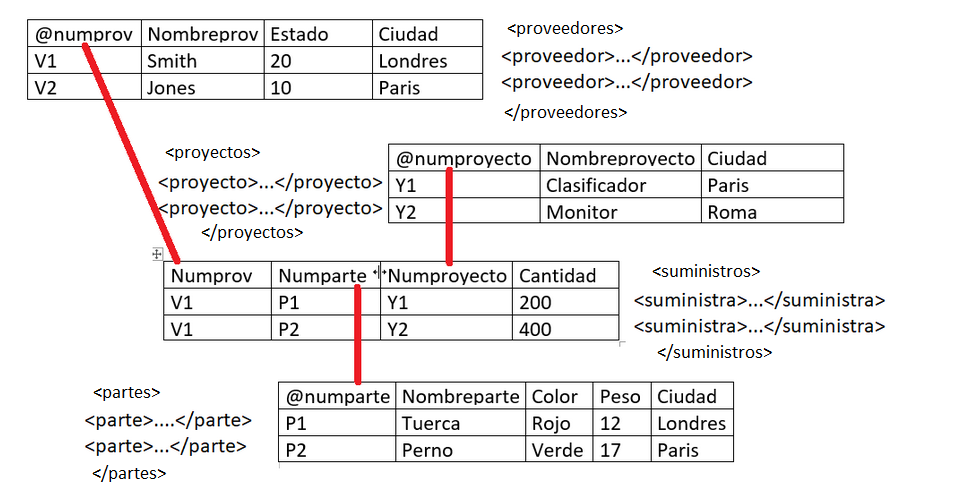 @numprov Nombreprov Estado Ciudad
V1 Smith 20 Londres
V2 Jones 10 Paris
<proveedores>
<proveedor>...</proveedor>
<proveedor>...</proveedor>
</proveedores>
<proyectos>
<proyecto>...</proyecto>
<proyecto>...</proyecto>
</proyectos>
@numproyecto Nombreproyecto Ciudad
Y1 Clasificador Paris
Y2 Monitor Roma
Numprov Numparte Numproyecto Cantidad
V1 P1 Y1 200
V1 P2 Y2 400
<suministros>
<suministra>...</suministra>
<suministra>...</suministra>
</suministros>
<partes>
<parte>....</parte>
<parte>...</parte>
</partes>
@numparte Nombreparte Color Peso Ciudad
P1 Tuerca Rojo 12 Londres
P2 Perno Verde 17 Paris